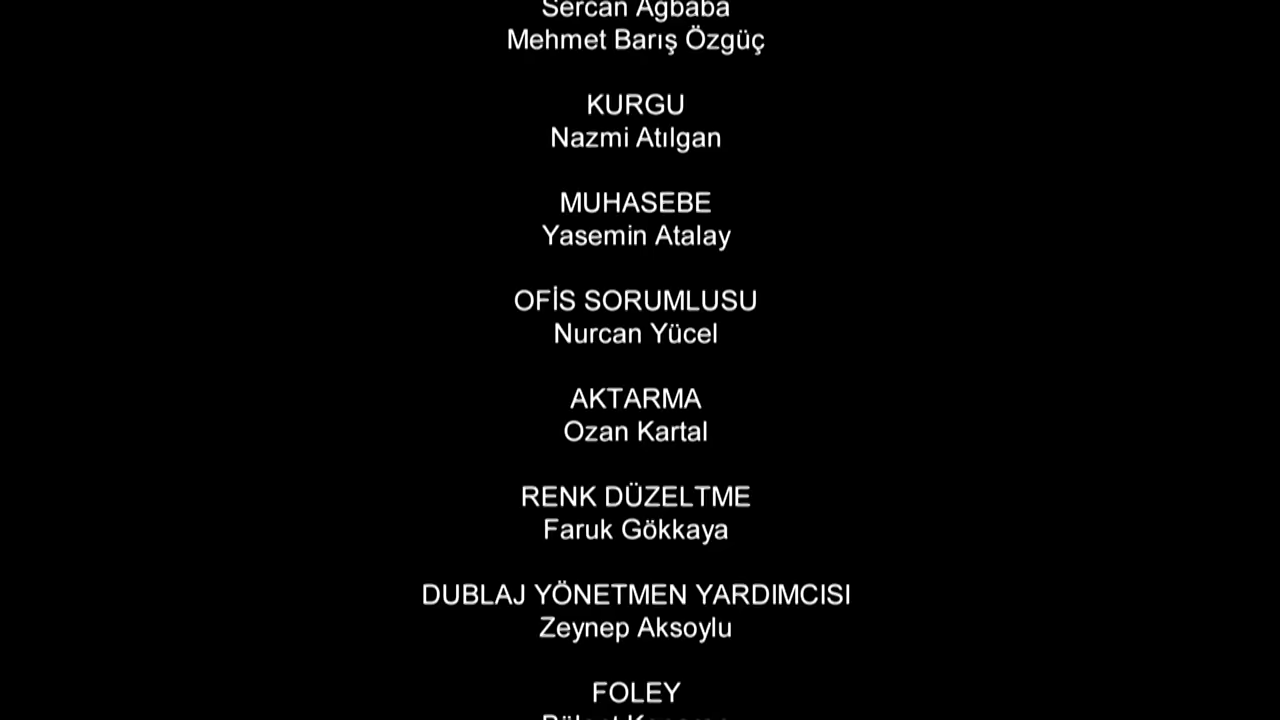 Sercan Ağbaba
Mehmet Barış Özgüç
KURGU
Nazmi Atılgan
MUHASEBE
Yasemin Atalay
OFİS SORUMLUSU
Nurcan Yücel
AKTARMA
Ozan Kartal
RENK DÜZELTME
Faruk Gökkaya
DUBLAJ YÖNETMEN YARDIMCISI
Zeynep Aksoylu
FOLEY